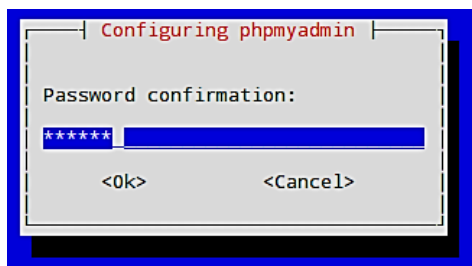 Configuring phpmyadmin
Password confirmation:
******
<Ok> <Cancel>